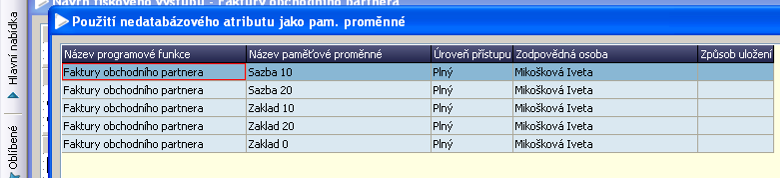 Návrh tiskového výstupu - Faktury obchodního partnera
Použití nedatabázového atributu jako pam. proměnné
Hlavní nabídka
Oblíbené
Název programové funkce Název paměťové proměnné Úroveň přístupu Zodpovědná osoba Způsob uložení
Faktury obchodního partnera Sazba 10 Plný Mikošková Iveta
Faktury obchodního partnera Sazba 20 Plný Mikošková Iveta
Faktury obchodního partnera Zaklad 10 Plný Mikošková Iveta
Faktury obchodního partnera Zaklad 20 Plný Mikošková Iveta
Faktury obchodního partnera Zaklad 0 Plný Mikošková Iveta